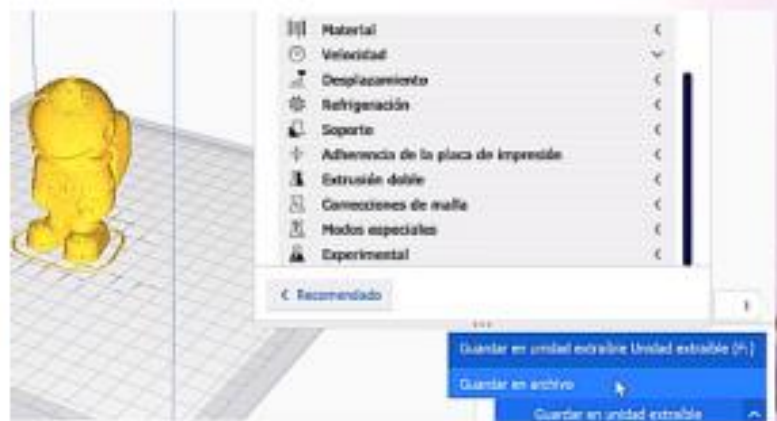 Material
Velocidad
Desplazamiento
Refrigeración
Soporte
Adherencia de la placa de impresión
Extrusión doble
Correcciones de malla
Modos especiales
Experimental
Recomendado
Guardar en unidad extraíble Unidad extraíble (F:)
Guardar en archivo
Guardar en unidad extraíble